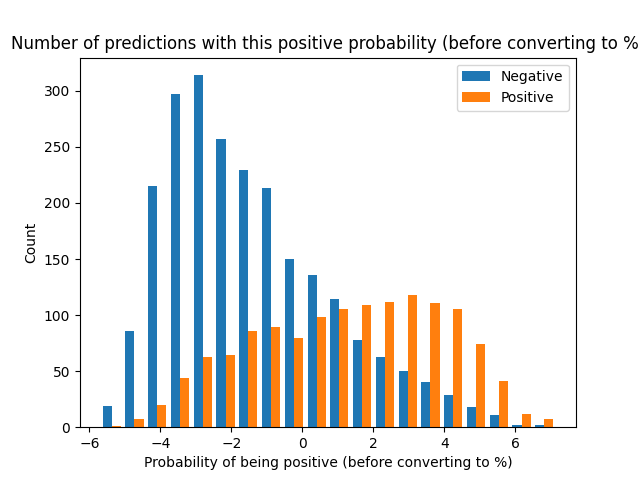 Number of predictions with this positive probability (before converting to %
Negative
Positive
300
250
200
150
100
50
0
Count
−6
−4
−2
0
2
4
6
Probability of being positive (before converting to %)